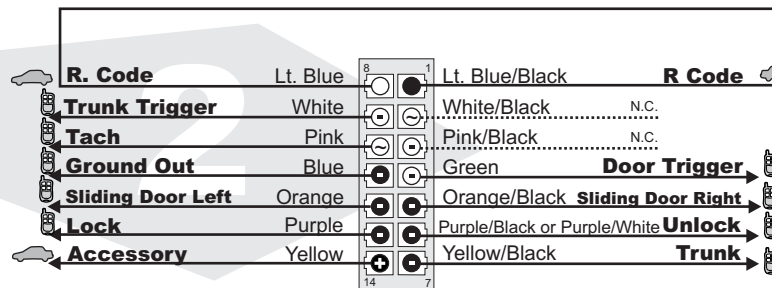 8 1
R. Code Lt. Blue Lt. Blue/Black R Code
Trunk Trigger White White/Black N.C.
Tach Pink Pink/Black N.C.
Ground Out Blue Green Door Trigger
Sliding Door Left Orange Orange/Black Sliding Door Right
Lock Purple Purple/Black or Purple/White Unlock
Accessory Yellow Yellow/Black Trunk
14 7
2